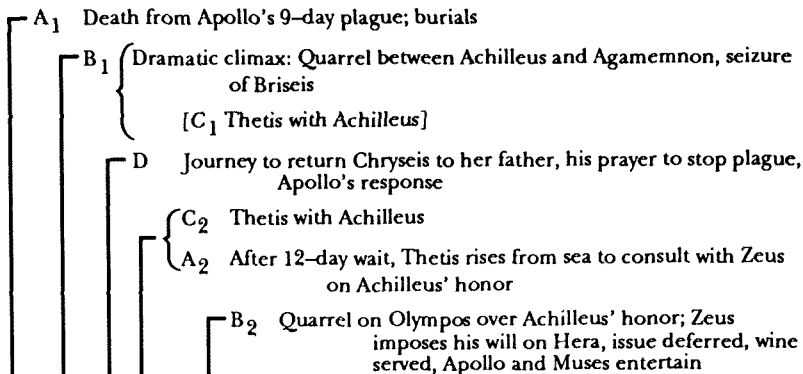 A1 Death from Apollo's 9–day plague; burials
B1 Dramatic climax: Quarrel between Achilleus and Agamemnon, seizure
of Briseis
[C1 Thetis with Achilleus]
D Journey to return Chryseis to her father, his prayer to stop plague,
Apollo's response
C2 Thetis with Achilleus
A2 After 12–day wait, Thetis rises from sea to consult with Zeus
on Achilleus' honor
B2 Quarrel on Olympos over Achilleus' honor; Zeus
imposes his will on Hera, issue deferred, wine
served, Apollo and Muses entertain